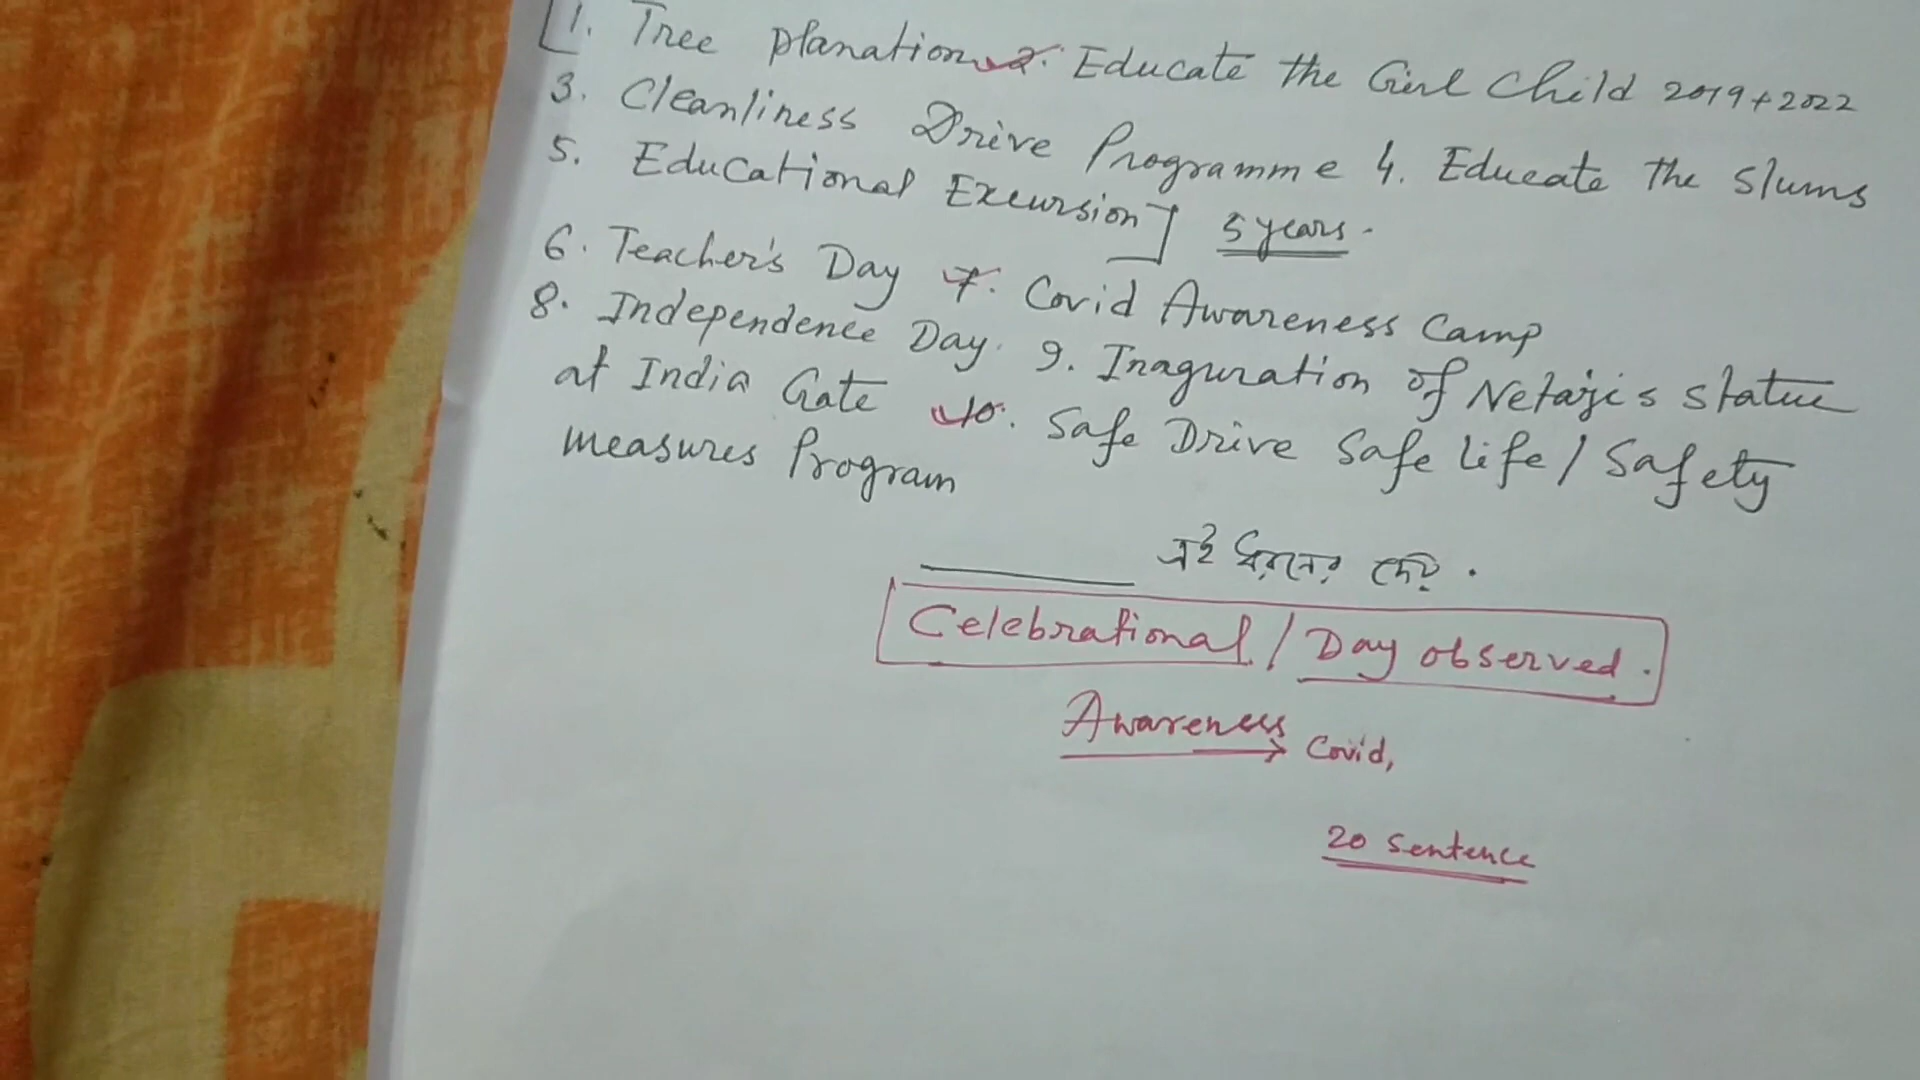 1. Tree planation 2. Educate the Girl Child 2019+2022
3. Cleanliness Drive Programme 4. Educate the Slums
5. Educational Excursion] 5 years.
6. Teacher's Day 7. Covid Awareness Camp
8. Independence Day. 9. Inaguration of Netaji's statue
at India Gate 10. Safe Drive Safe life / Safety
measures Program
এই ধরনের দেয়.
Celebrational / Day observed.
Awareness → Covid,
20 Sentence